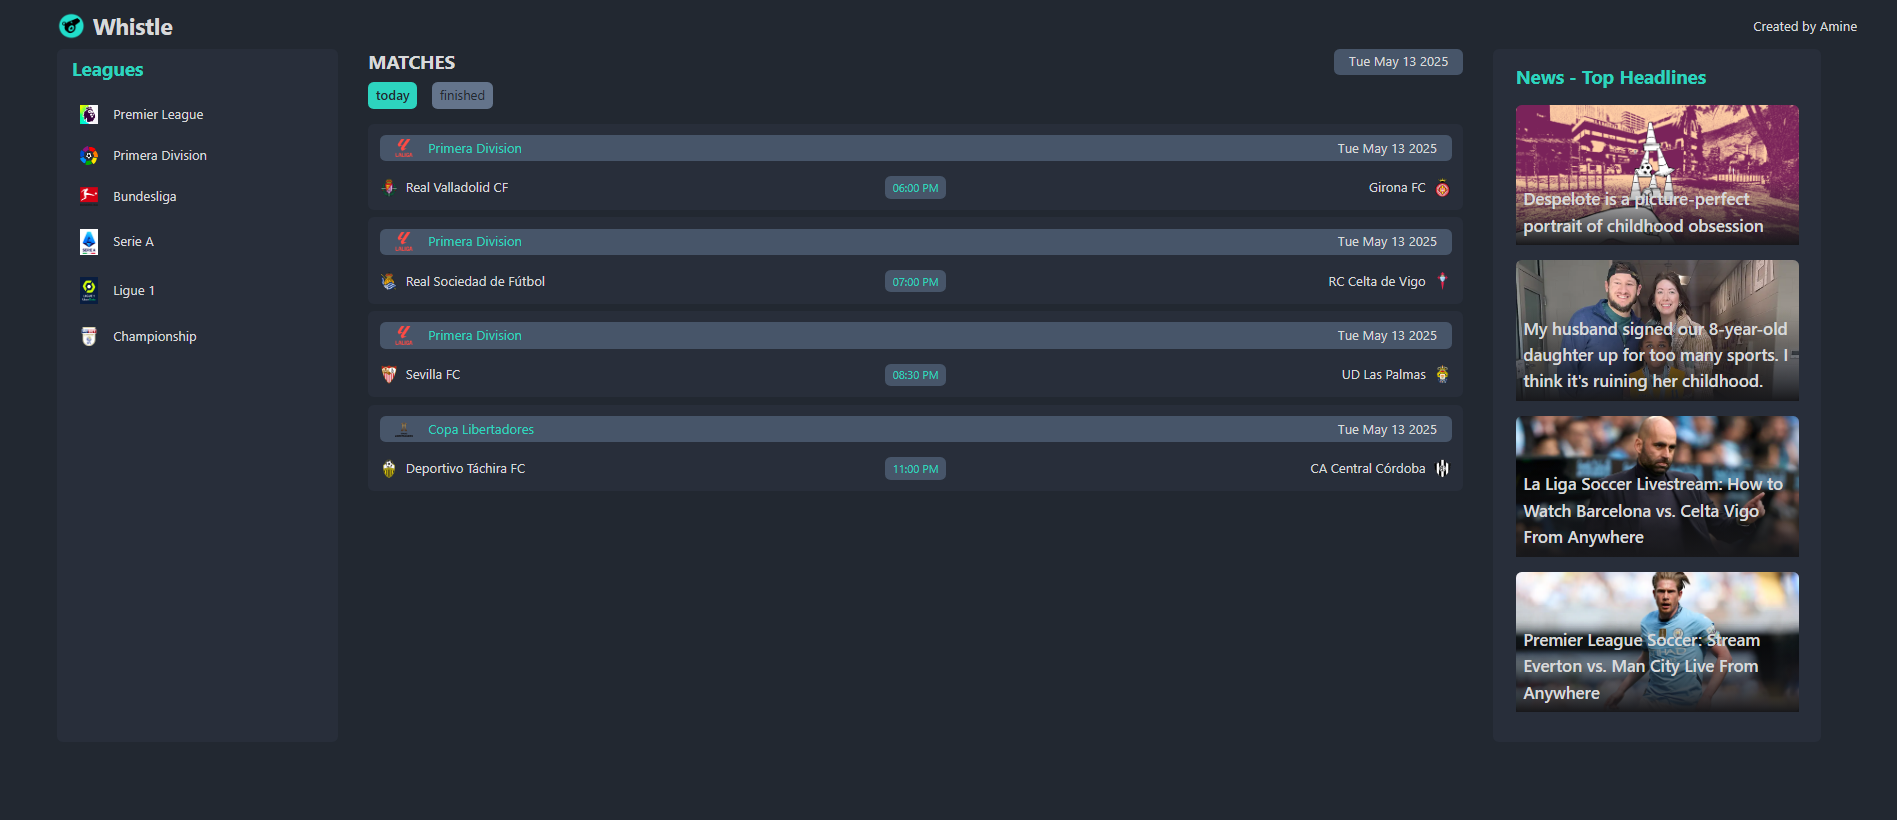 Whistle
Created by Amine
Leagues
Premier League
Primera Division
Bundesliga
Serie A
Ligue 1
Championship
MATCHES
Tue May 13 2025
today
finished
Primera Division
Tue May 13 2025
Real Valladolid CF
06:00 PM
Girona FC
Primera Division
Tue May 13 2025
Real Sociedad de Fútbol
07:00 PM
RC Celta de Vigo
Primera Division
Tue May 13 2025
Sevilla FC
08:30 PM
UD Las Palmas
Copa Libertadores
Tue May 13 2025
Deportivo Táchira FC
11:00 PM
CA Central Córdoba
News - Top Headlines
Despelote is a picture-perfect
portrait of childhood obsession
My husband signed our 8-year-old
daughter up for too many sports. I
think it's ruining her childhood.
La Liga Soccer Livestream: How to
Watch Barcelona vs. Celta Vigo
From Anywhere
Premier League Soccer: Stream
Everton vs. Man City Live From
Anywhere